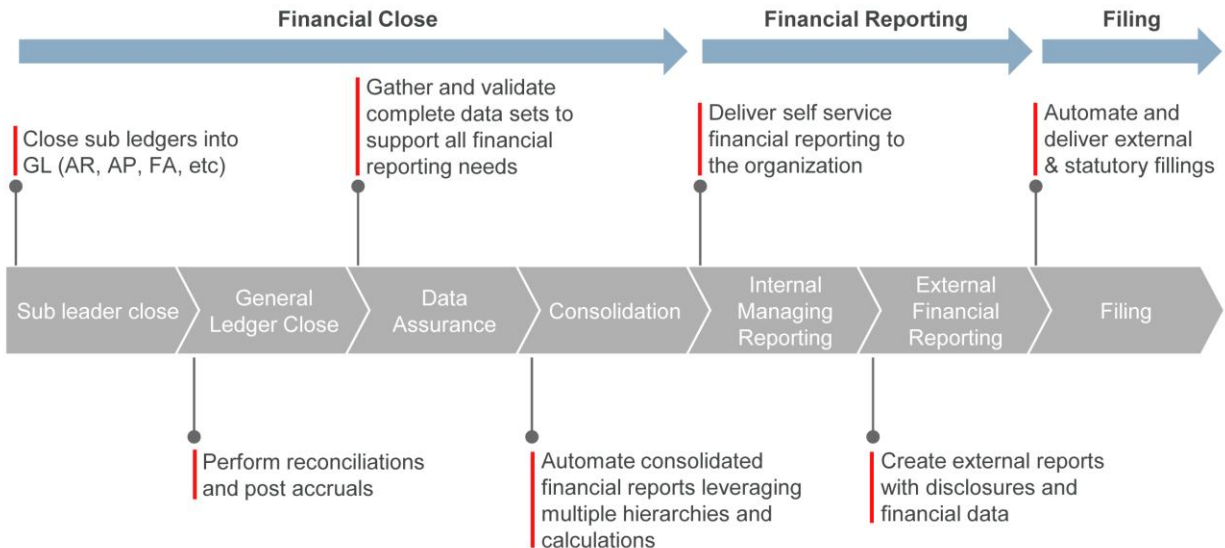 Financial Close
Financial Reporting
Filing
Close sub ledgers into
GL (AR, AP, FA, etc)
Gather and validate
complete data sets to
support all financial
reporting needs
Deliver self service
financial reporting to
the organization
Automate and
deliver external
& statutory fillings
Sub leader close
General
Ledger Close
Data
Assurance
Consolidation
Internal
Managing
Reporting
External
Financial
Reporting
Filing
Perform reconciliations
and post accruals
Automate consolidated
financial reports leveraging
multiple hierarchies and
calculations
Create external reports
with disclosures and
financial data